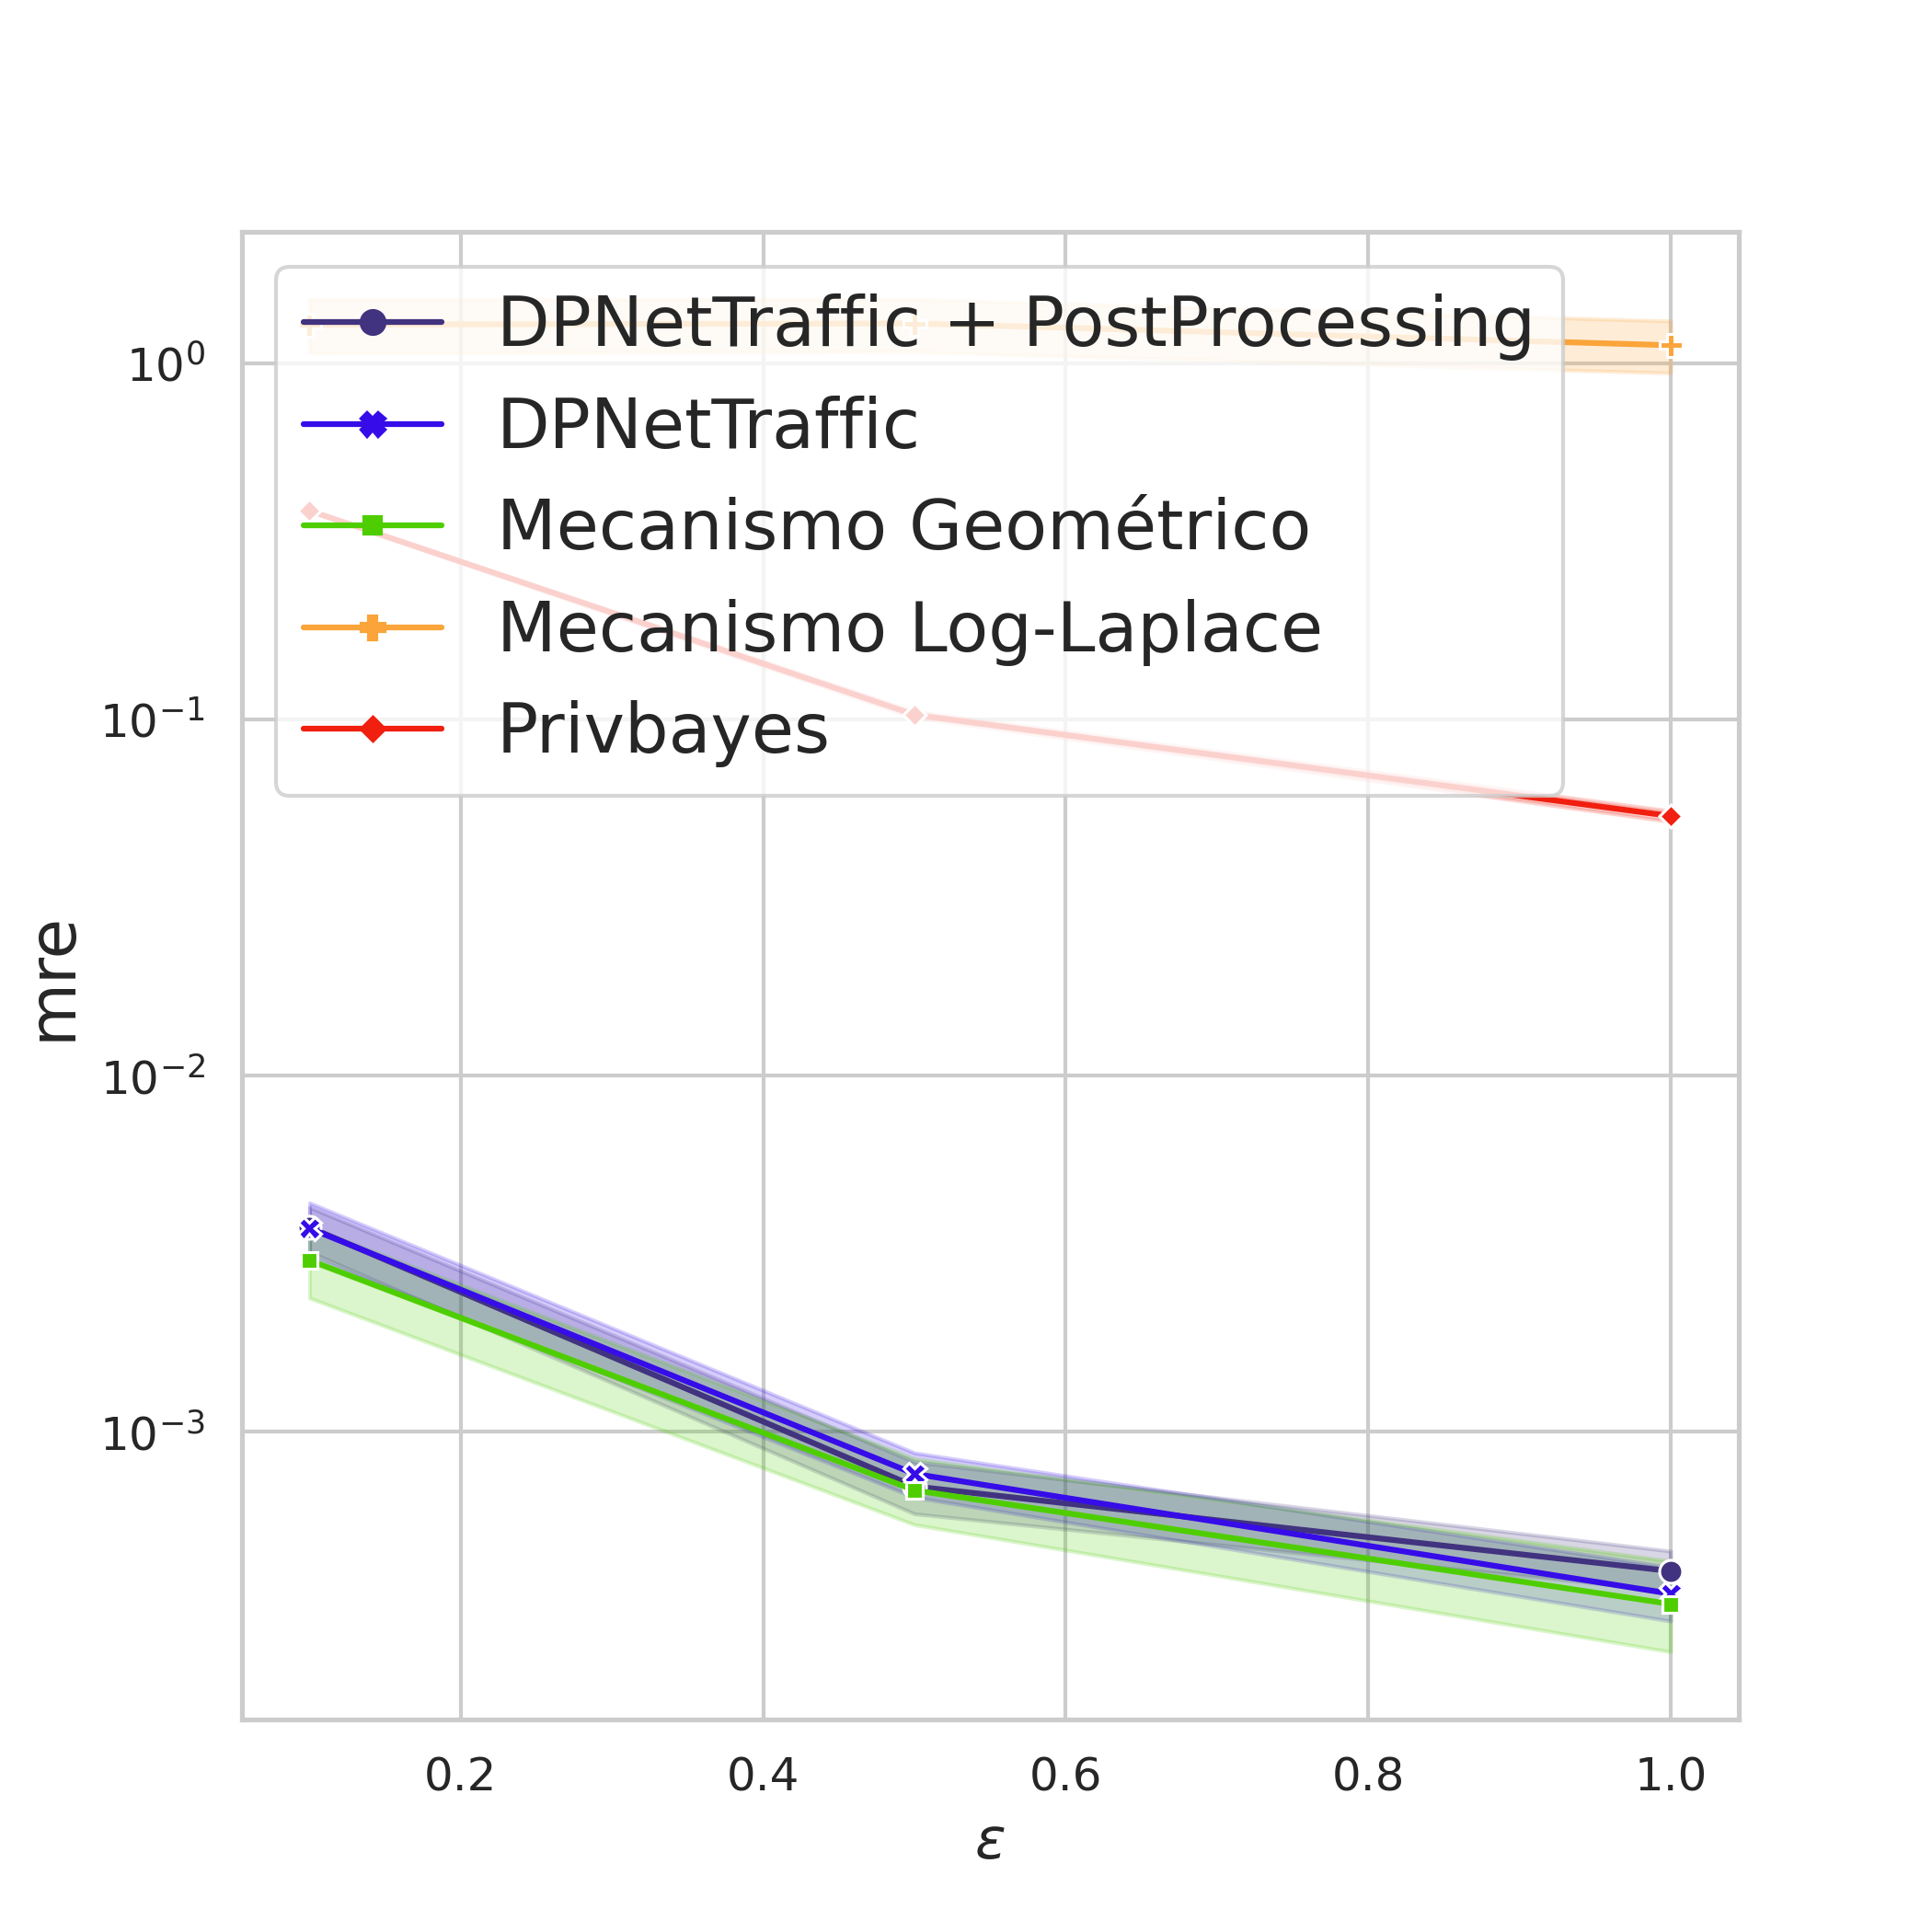 DPNetTraffic + PostProcessing
DPNetTraffic
Mecanismo Geométrico
Mecanismo Log-Laplace
Privbayes
10⁰
10⁻¹
10⁻²
10⁻³
mre
0.2 0.4 0.6 0.8 1.0
ε